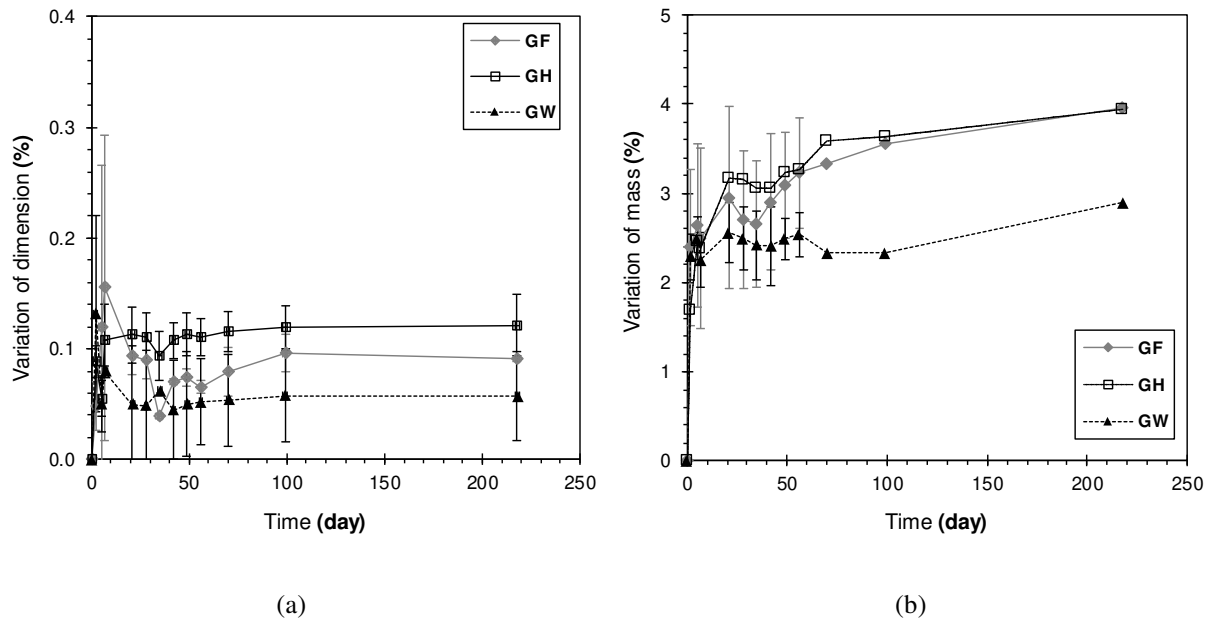 0.4
0.3
0.2
0.1
0.0
Variation of dimension (%)
0 50 100 150 200 250
Time (day)
GF
GH
GW
(a)
5
4
3
2
1
0
Variation of mass (%)
0 50 100 150 200 250
Time (day)
GF
GH
GW
(b)